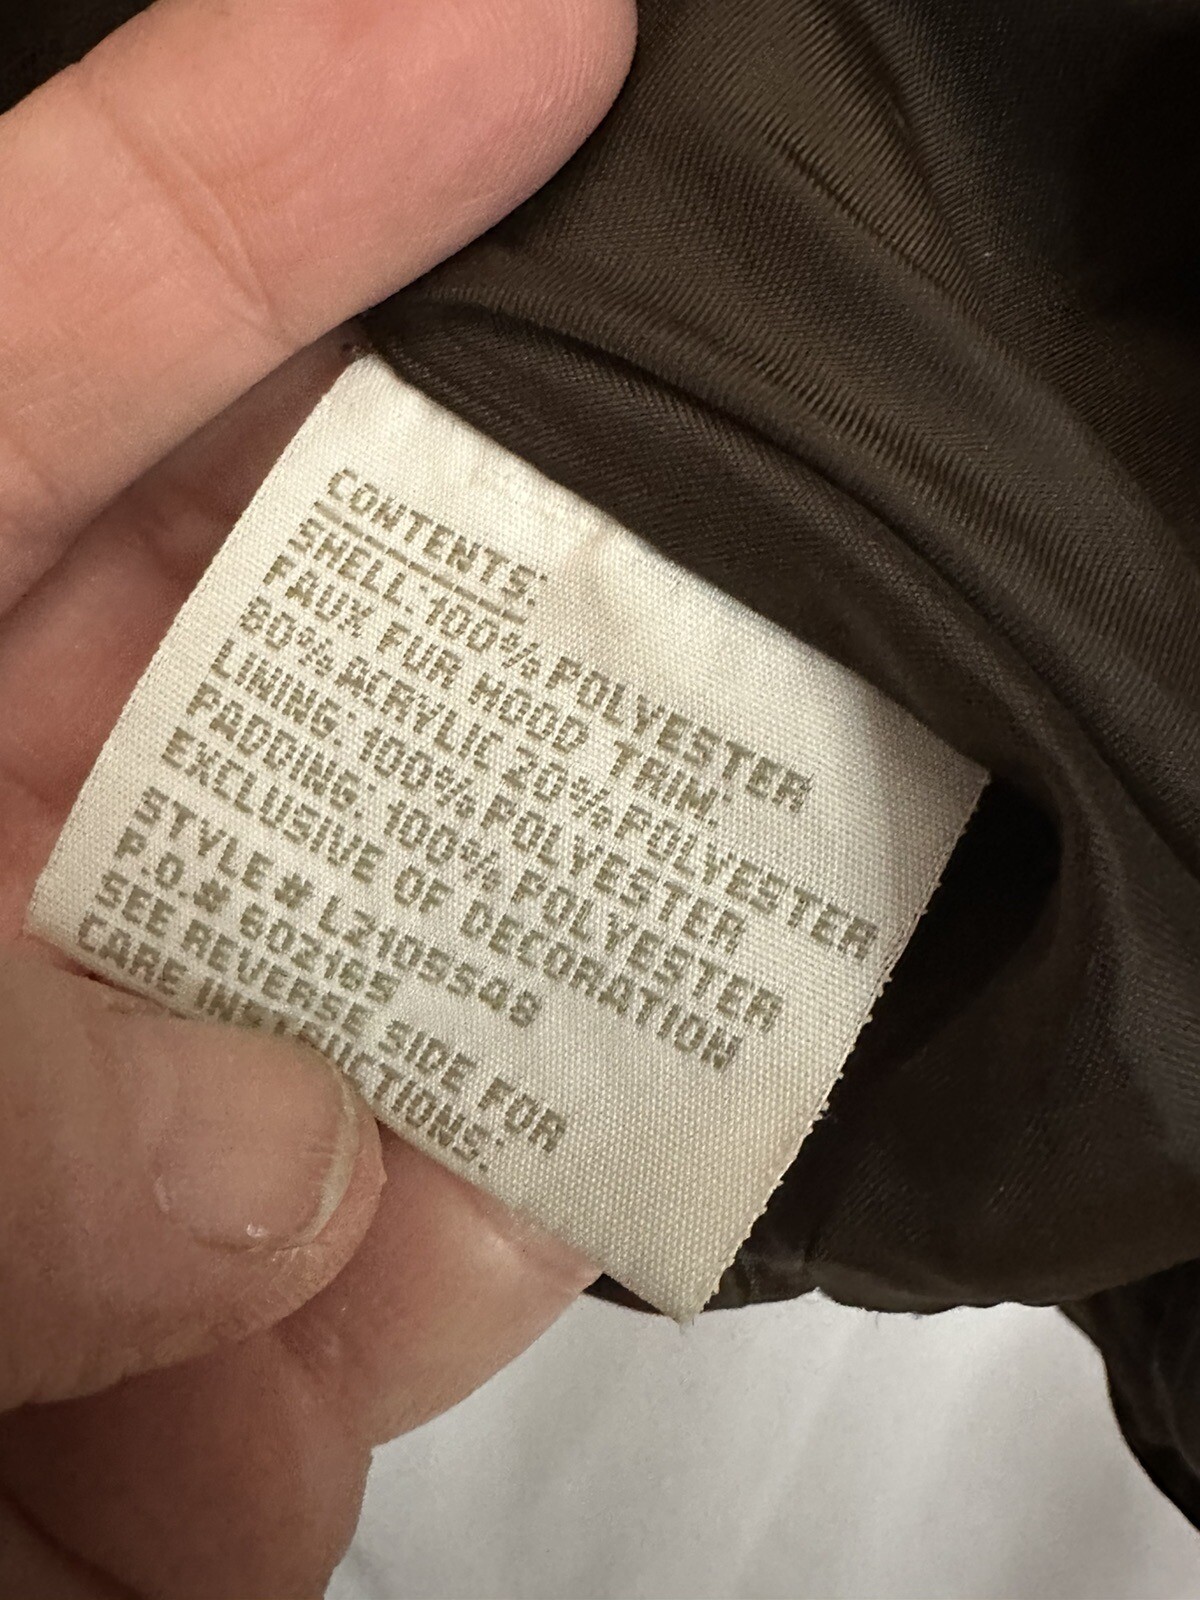 CONTENTS:
SHELL: 100% POLYESTER
FAUX FUR HOOD TRIM:
80% ACRYLIC 20% POLYESTER
LINING: 100% POLYESTER
PADDING: 100% POLYESTER
EXCLUSIVE OF DECORATION
STYLE # L2105548
P.O.# 602165
SEE REVERSE SIDE FOR
CARE INSTRUCTIONS: